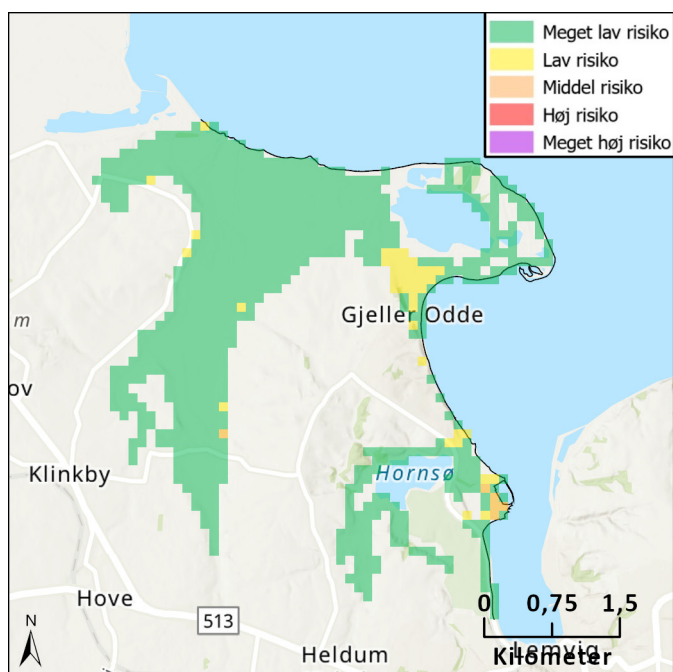 Meget lav risiko
Lav risiko
Middel risiko
Høj risiko
Meget høj risiko
Gjeller Odde
m
ov
Klinkby
Hornsø
Hove
513
Heldum
N
0 0,75 1,5
Kilometer
Lemvig